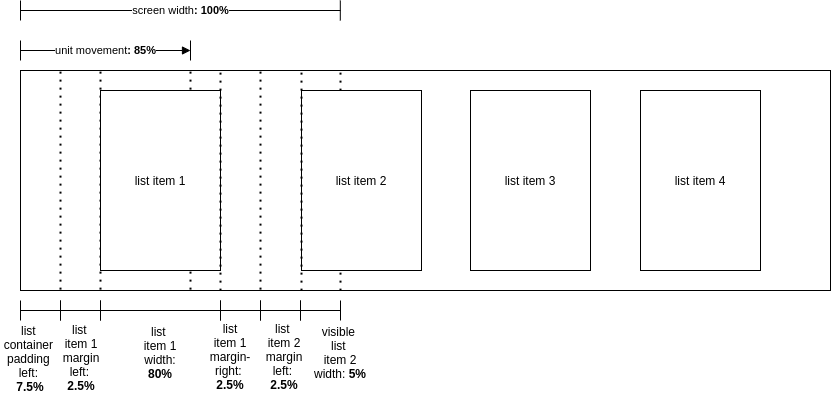 screen width: 100%
unit movement: 85%
list item 1
list item 2
list item 3
list item 4
list
container
padding
left:
7.5%
list
item 1
margin
left:
2.5%
list
item 1
width:
80%
list
item 1
margin-
right:
2.5%
list
item 2
margin
left:
2.5%
visible
list
item 2
width: 5%